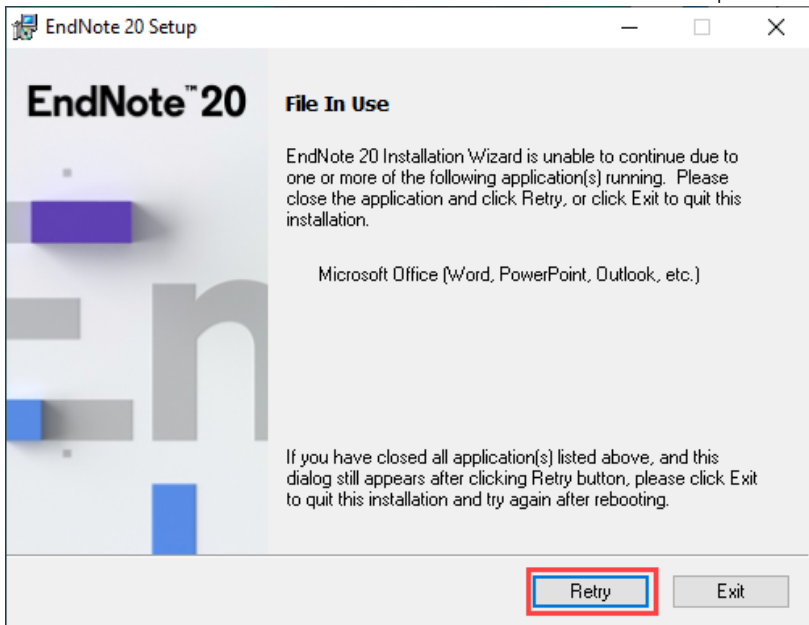 EndNote 20 Setup
EndNote™20
File In Use
EndNote 20 Installation Wizard is unable to continue due to
one or more of the following application(s) running.  Please
close the application and click Retry, or click Exit to quit this
installation.
Microsoft Office (Word, PowerPoint, Outlook, etc.)
If you have closed all application(s) listed above, and this
dialog still appears after clicking Retry button, please click Exit
to quit this installation and try again after rebooting.
Retry
Exit